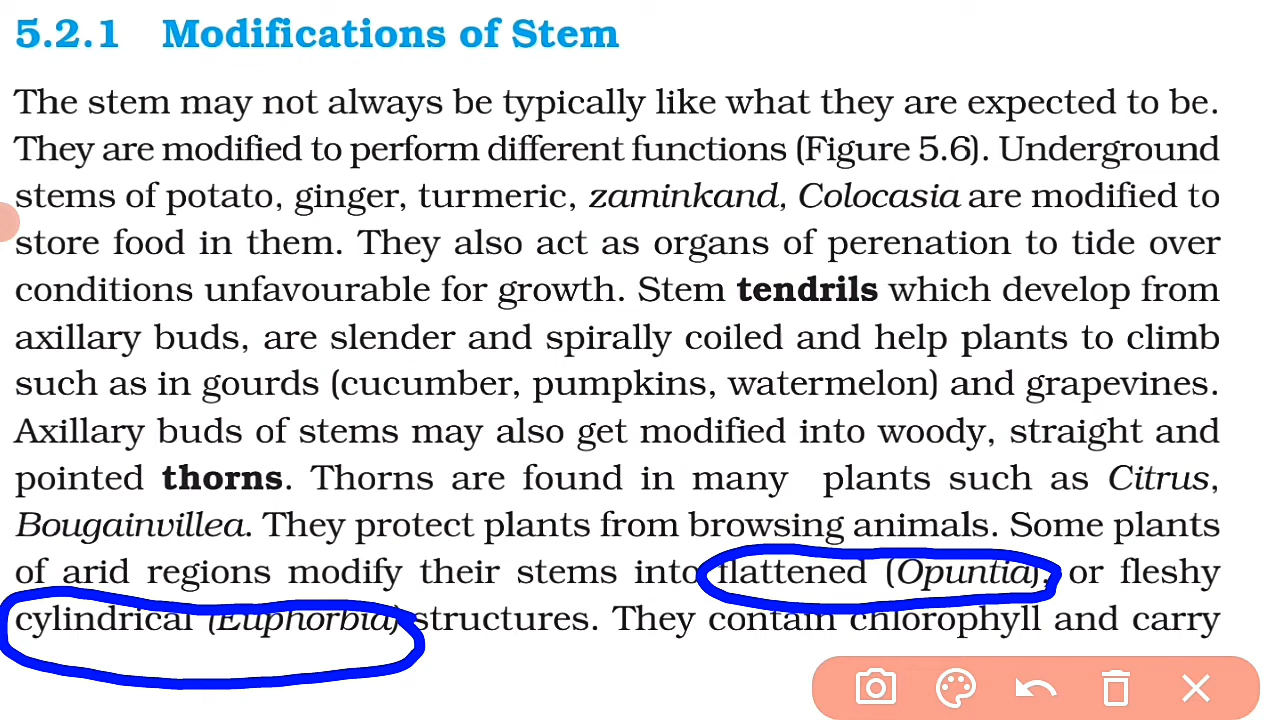 5.2.1 Modifications of Stem
The stem may not always be typically like what they are expected to be.
They are modified to perform different functions (Figure 5.6). Underground
stems of potato, ginger, turmeric, zaminkand, Colocasia are modified to
store food in them. They also act as organs of perenation to tide over
conditions unfavourable for growth. Stem tendrils which develop from
axillary buds, are slender and spirally coiled and help plants to climb
such as in gourds (cucumber, pumpkins, watermelon) and grapevines.
Axillary buds of stems may also get modified into woody, straight and
pointed thorns. Thorns are found in many plants such as Citrus,
Bougainvillea. They protect plants from browsing animals. Some plants
of arid regions modify their stems into flattened (Opuntia), or fleshy
cylindrical (Euphorbia) structures. They contain chlorophyll and carry